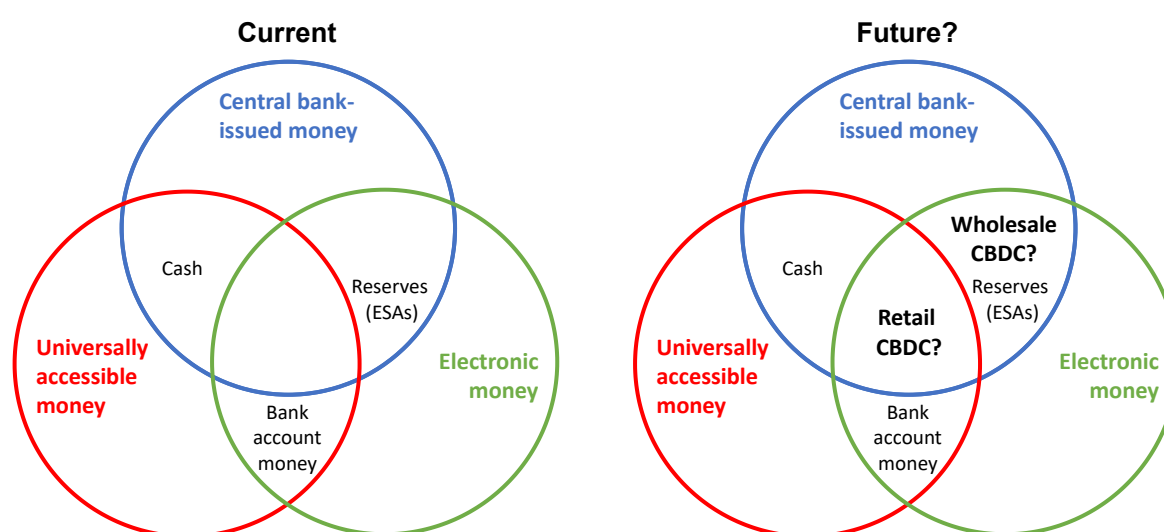 Current
Central bank-
issued money
Cash
Reserves
(ESAs)
Universally
accessible
money
Electronic
money
Bank
account
money
Future?
Central bank-
issued money
Wholesale
CBDC?
Cash
Reserves
(ESAs)
Retail
CBDC?
Universally
accessible
money
Electronic
money
Bank
account
money